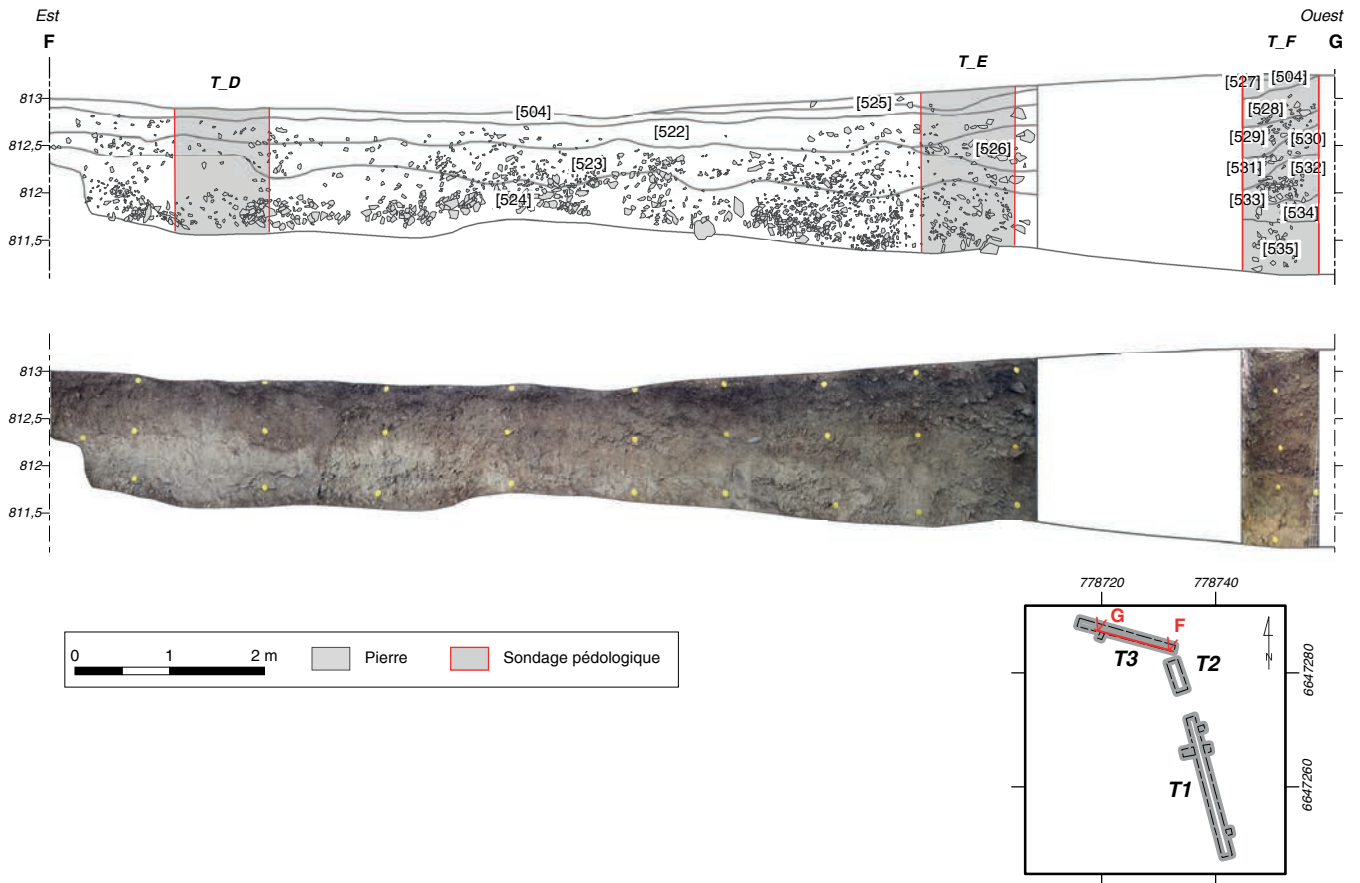 Est
Ouest
F
T_D
T_E
T_F
G
813
812,5
812
811,5
[504]
[525]
[522]
[523]
[524]
[526]
[527]
[504]
[528]
[529]
[530]
[531]
[532]
[533]
[534]
[535]
813
812,5
812
811,5
0 1 2 m
Pierre
Sondage pédologique
778720
778740
G
F
T3
T2
T1
N
6647280
6647260